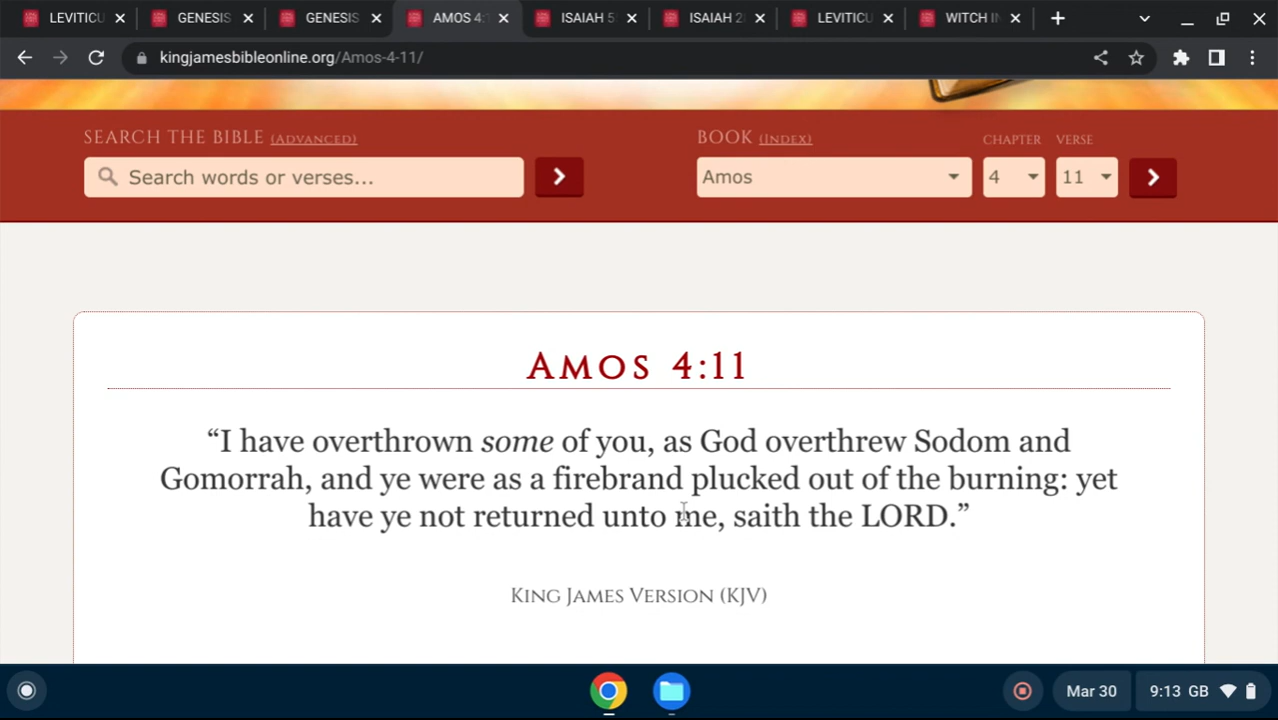 LEVITICU GENESIS GENESIS AMOS 4: ISAIAH 5: ISAIAH 2 LEVITICU WITCH IN
kingjamesbibleonline.org/Amos-4-11/
SEARCH THE BIBLE (ADVANCED) BOOK (INDEX) CHAPTER VERSE
Search words or verses... Amos 4 11
AMOS 4:11
“I have overthrown some of you, as God overthrew Sodom and
Gomorrah, and ye were as a firebrand plucked out of the burning: yet
have ye not returned unto me, saith the LORD.”
KING JAMES VERSION (KJV)
Mar 30 9:13 GB